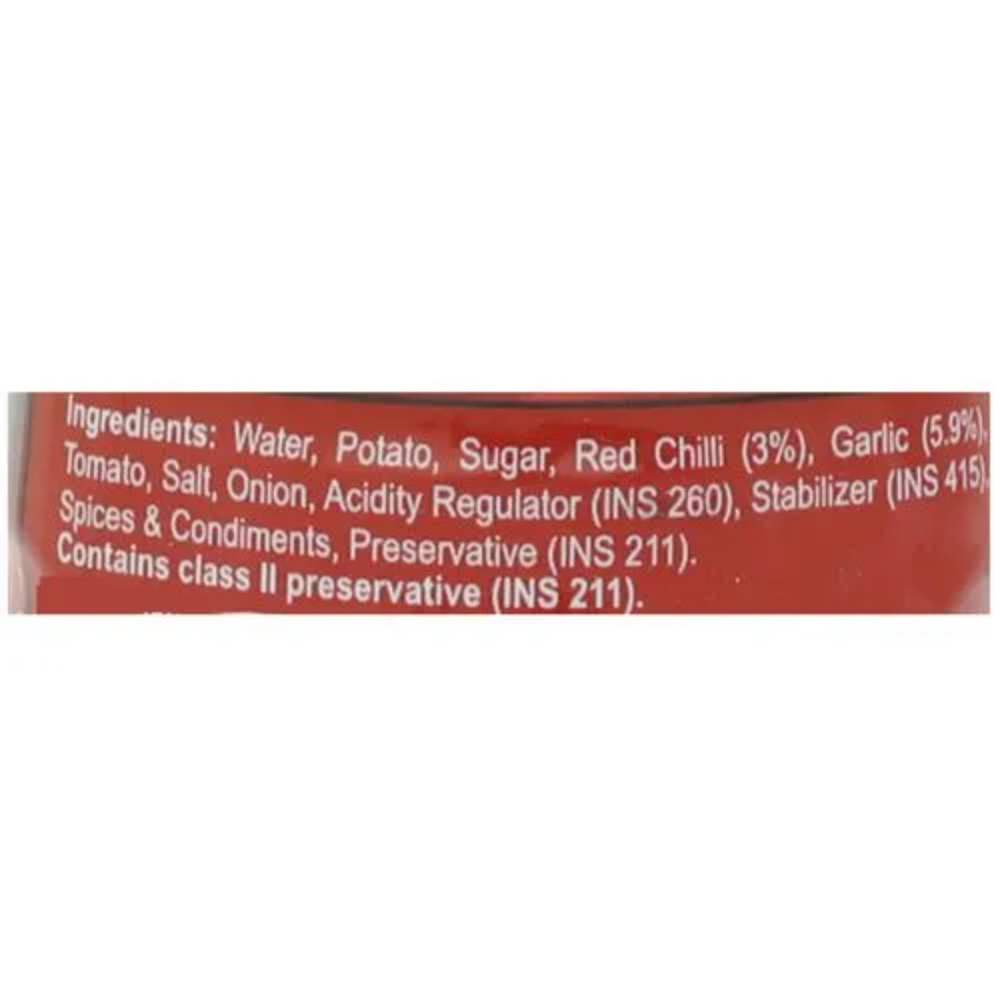 Ingredients: Water, Potato, Sugar, Red Chilli (3%), Garlic (5.9%),
Tomato, Salt, Onion, Acidity Regulator (INS 260), Stabilizer (INS 415),
Spices & Condiments, Preservative (INS 211).
Contains class II preservative (INS 211).